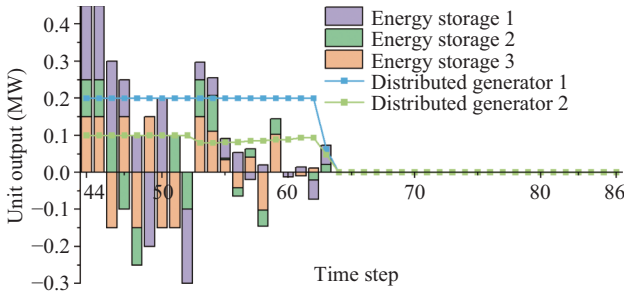 0.4
0.3
0.2
0.1
0.0
−0.1
−0.2
−0.3
Unit output (MW)
Energy storage 1
Energy storage 2
Energy storage 3
Distributed generator 1
Distributed generator 2
44 50 60 70 80 86
Time step